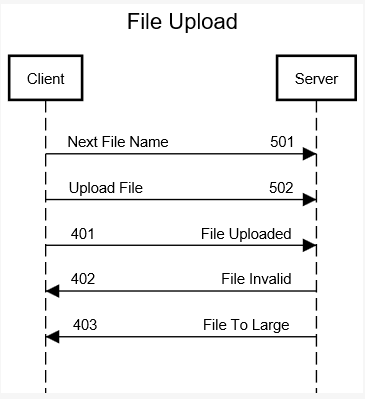 File Upload
Client Server
Next File Name 501
Upload File 502
401 File Uploaded
402 File Invalid
403 File To Large